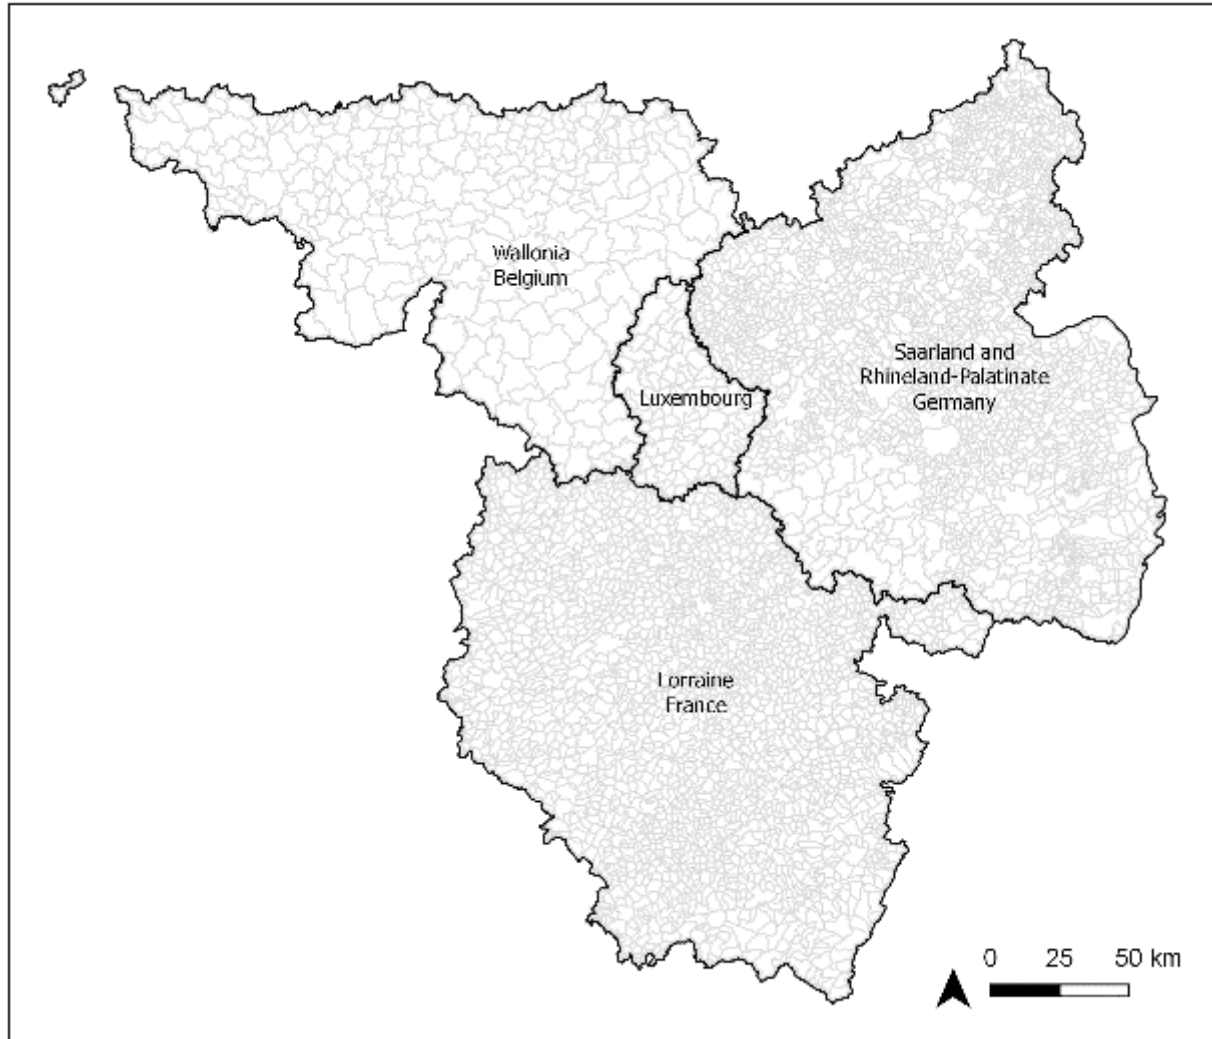 Wallonia
Belgium
Saarland and
Rhineland-Palatinate
Germany
Luxembourg
Lorraine
France
0 25 50 km